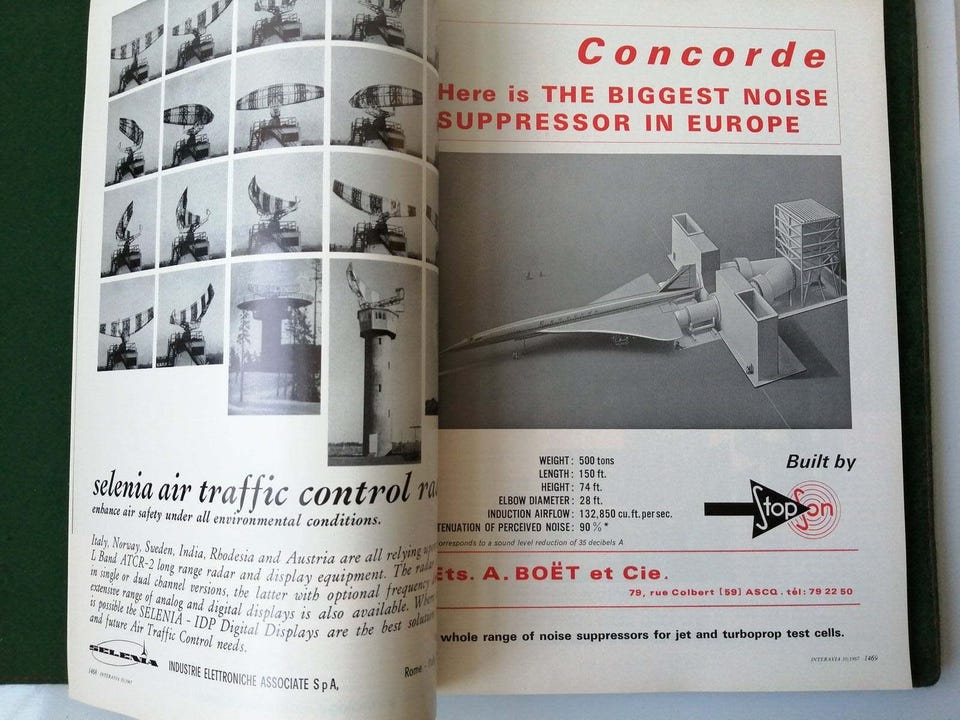 selenia air traffic control
enhance air safety under all environmental conditions.
Italy, Norway, Sweden, India, Rhodesia and Austria are all relying
L Band ATCR-2 long range radar and display equipment. The radar
in single or dual channel versions, the latter with optional frequency
extensive range of analog and digital displays is also available. Where
is possible the SELENIA - IDP Digital Displays are the best solution
and future Air Traffic Control needs.
SELENIA
INDUSTRIE ELETTRONICHE ASSOCIATE S p A,
Rome -
1468 INTERAVIA 10/1967
Concorde
Here is THE BIGGEST NOISE
SUPPRESSOR IN EUROPE
WEIGHT: 500 tons
LENGTH: 150 ft.
HEIGHT: 74 ft.
ELBOW DIAMETER: 28 ft.
INDUCTION AIRFLOW: 132,850 cu.ft. per sec.
TENUATION OF PERCEIVED NOISE: 90 %*
orresponds to a sound level reduction of 35 decibels A
Built by
Stop Son
Ets. A. BOËT et Cie.
79, rue Colbert [59] ASCQ. tél: 79 22 50
whole range of noise suppressors for jet and turboprop test cells.
INTERAVIA 10/1967 1469